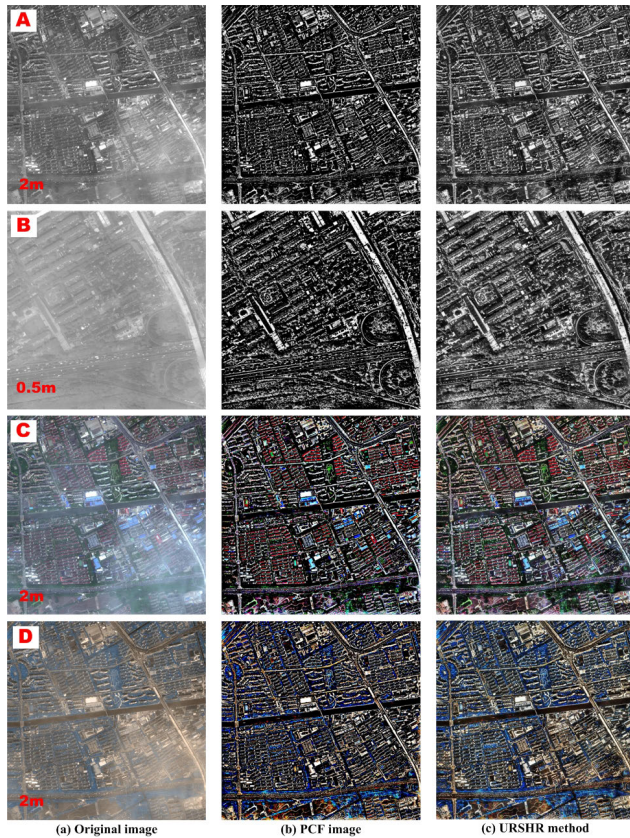 A
2m
B
0.5m
C
2m
D
2m
(a) Original image
(b) PCF image
(c) URSHR method